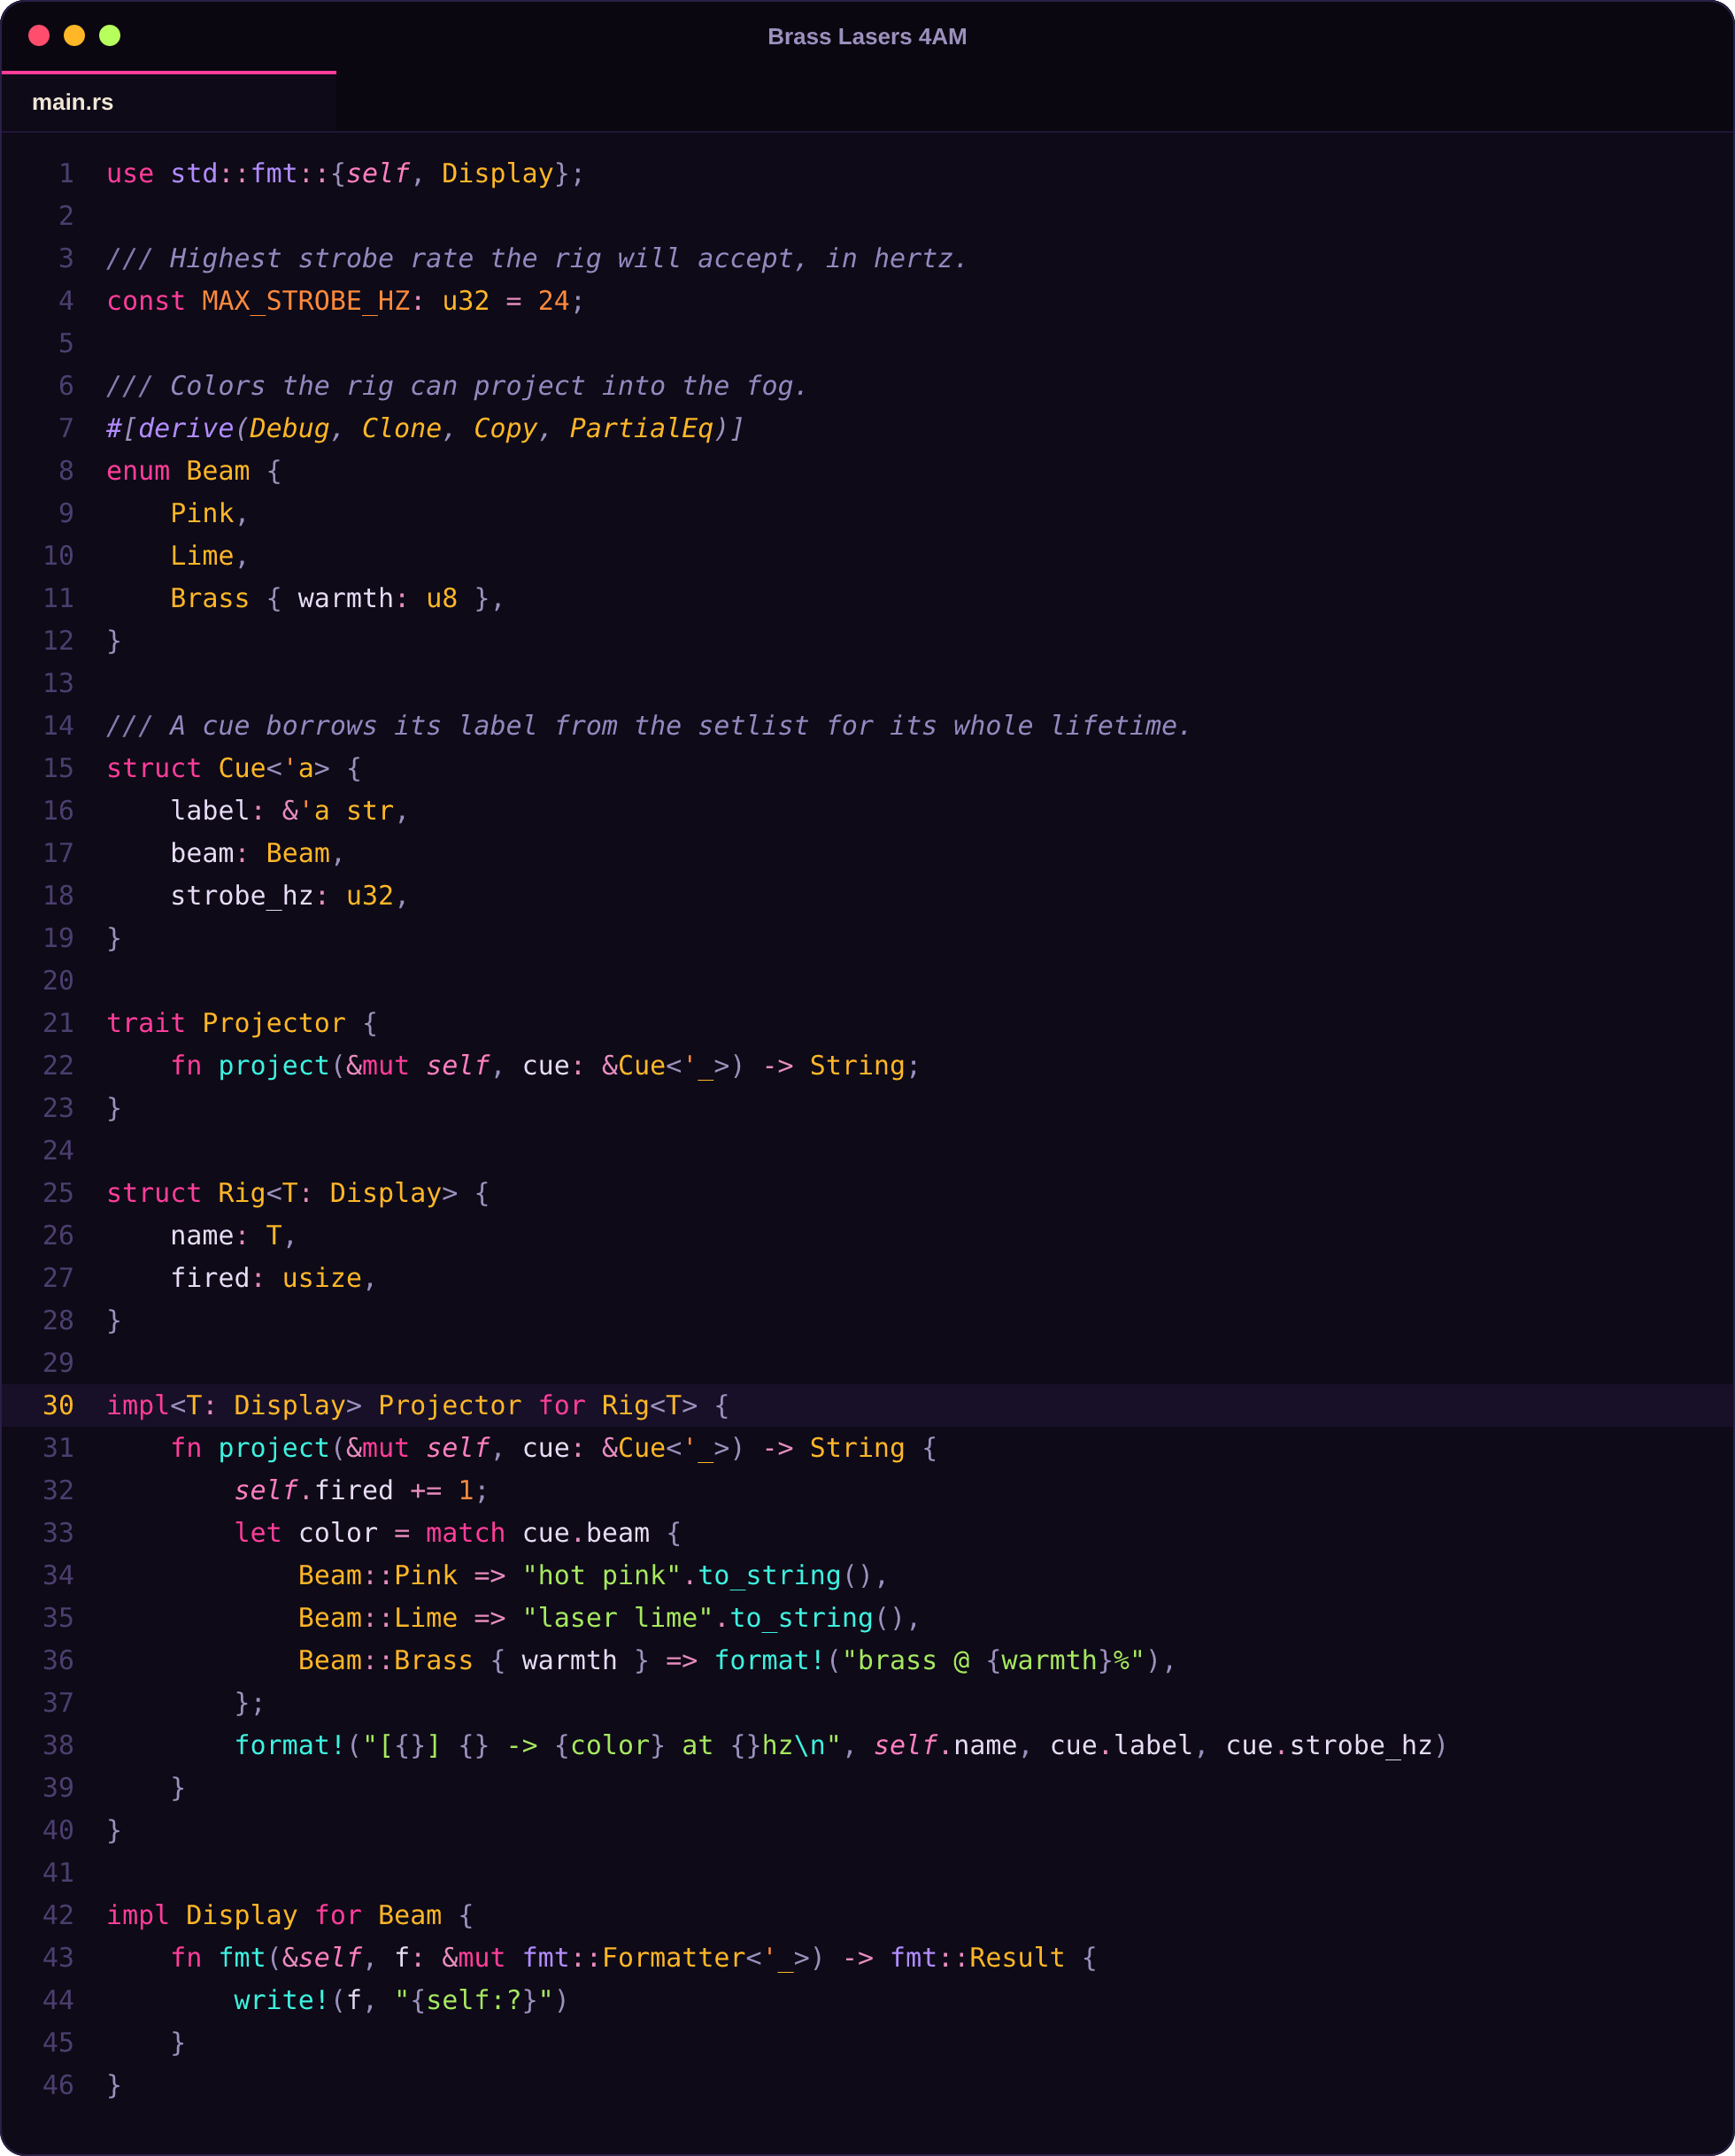 Brass Lasers 4AM
main.rs
1 use std::fmt::{self, Display};
2
3 /// Highest strobe rate the rig will accept, in hertz.
4 const MAX_STROBE_HZ: u32 = 24;
5
6 /// Colors the rig can project into the fog.
7 #[derive(Debug, Clone, Copy, PartialEq)]
8 enum Beam {
9     Pink,
10     Lime,
11     Brass { warmth: u8 },
12 }
13
14 /// A cue borrows its label from the setlist for its whole lifetime.
15 struct Cue<'a> {
16     label: &'a str,
17     beam: Beam,
18     strobe_hz: u32,
19 }
20
21 trait Projector {
22     fn project(&mut self, cue: &Cue<'_>) -> String;
23 }
24
25 struct Rig<T: Display> {
26     name: T,
27     fired: usize,
28 }
29
30 impl<T: Display> Projector for Rig<T> {
31     fn project(&mut self, cue: &Cue<'_>) -> String {
32         self.fired += 1;
33         let color = match cue.beam {
34             Beam::Pink => "hot pink".to_string(),
35             Beam::Lime => "laser lime".to_string(),
36             Beam::Brass { warmth } => format!("brass @ {warmth}%"),
37         };
38         format!("[{}] {} -> {color} at {}hz\n", self.name, cue.label, cue.strobe_hz)
39     }
40 }
41
42 impl Display for Beam {
43     fn fmt(&self, f: &mut fmt::Formatter<'_>) -> fmt::Result {
44         write!(f, "{self:?}")
45     }
46 }